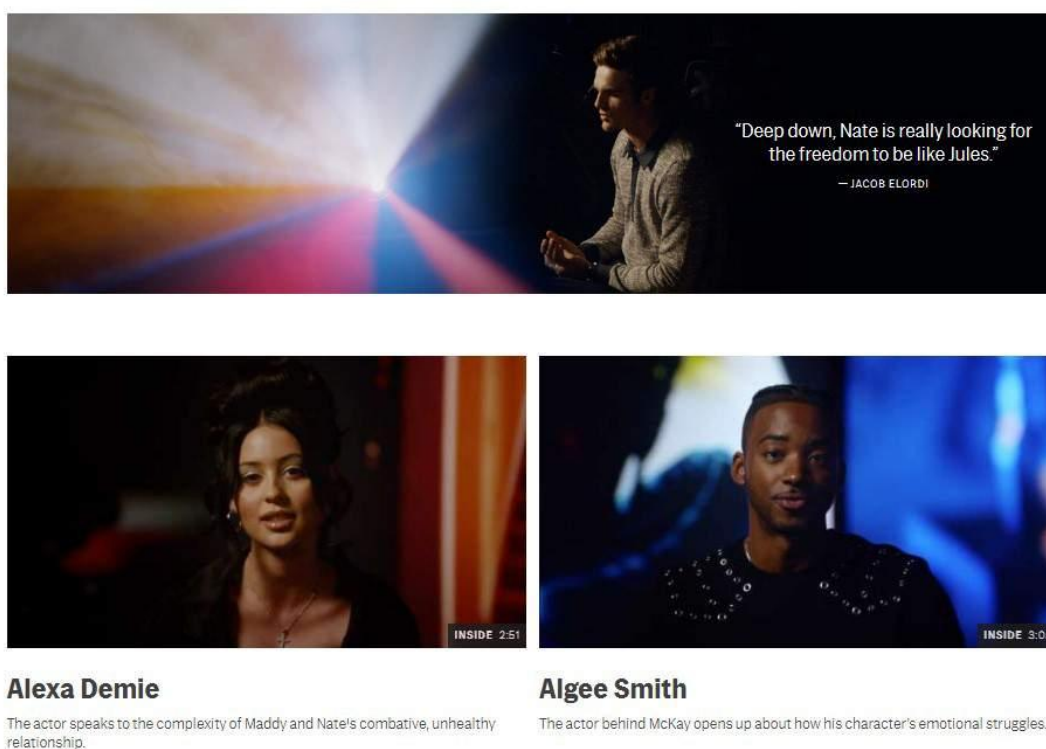 “Deep down, Nate is really looking for
the freedom to be like Jules.”
— JACOB ELORDI
INSIDE 2:51
INSIDE 3:0
Alexa Demie
Algee Smith
The actor speaks to the complexity of Maddy and Nate's combative, unhealthy
relationship.
The actor behind McKay opens up about how his character’s emotional struggles.